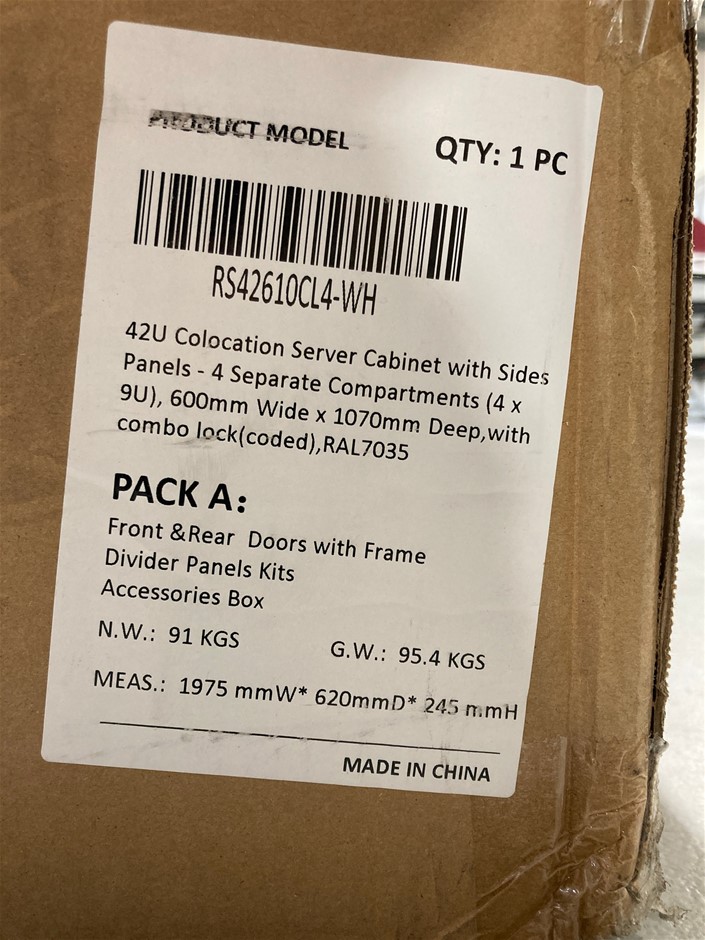 PRODUCT MODEL
QTY: 1 PC
RS42610CL4-WH
42U Colocation Server Cabinet with Sides
Panels - 4 Separate Compartments (4 x
9U), 600mm Wide x 1070mm Deep,with
combo lock(coded),RAL7035
PACK A:
Front &Rear  Doors with Frame
Divider Panels Kits
Accessories Box
N.W.: 91 KGS
G.W.: 95.4 KGS
MEAS.: 1975 mmW* 620mmD* 245 mmH
MADE IN CHINA